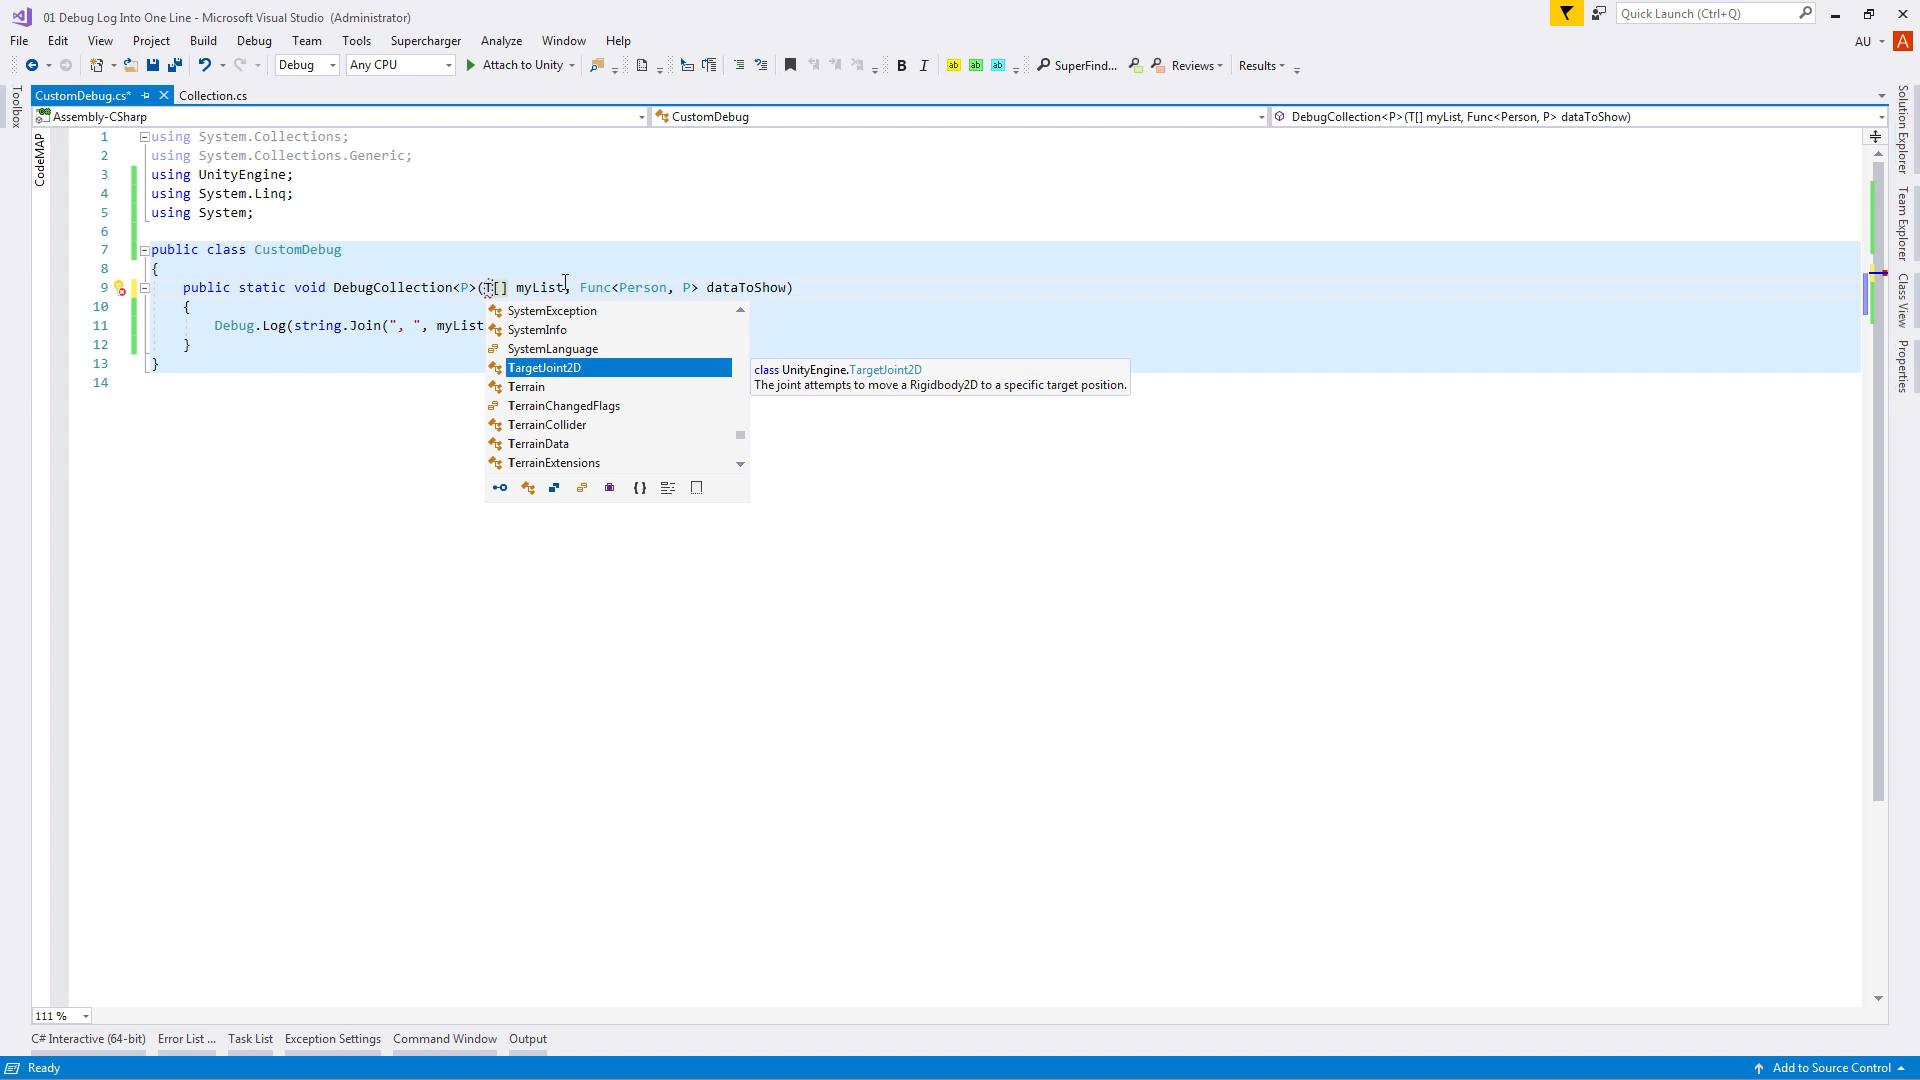 01 Debug Log Into One Line - Microsoft Visual Studio (Administrator)
Quick Launch (Ctrl+Q)
File Edit View Project Build Debug Team Tools Supercharger Analyze Window Help
AU A
Debug Any CPU Attach to Unity ab ab ab B I SuperFind... Reviews Results
CustomDebug.cs* Collection.cs
Assembly-CSharp CustomDebug DebugCollection<P>(T[] myList, Func<Person, P> dataToShow)
Toolbox
CodeMAP
1 using System.Collections;
2 using System.Collections.Generic;
3 using UnityEngine;
4 using System.Linq;
5 using System;
6
7 public class CustomDebug
8 {
9 public static void DebugCollection<P>(T[] myList, Func<Person, P> dataToShow)
10 {
11 Debug.Log(string.Join(", ", myList
12 }
13 }
14
SystemException
SystemInfo
SystemLanguage
TargetJoint2D
Terrain
TerrainChangedFlags
TerrainCollider
TerrainData
TerrainExtensions
class UnityEngine.TargetJoint2D
The joint attempts to move a Rigidbody2D to a specific target position.
Solution Explorer
Team Explorer
Class View
Properties
111 %
C# Interactive (64-bit) Error List ... Task List Exception Settings Command Window Output
Ready Add to Source Control